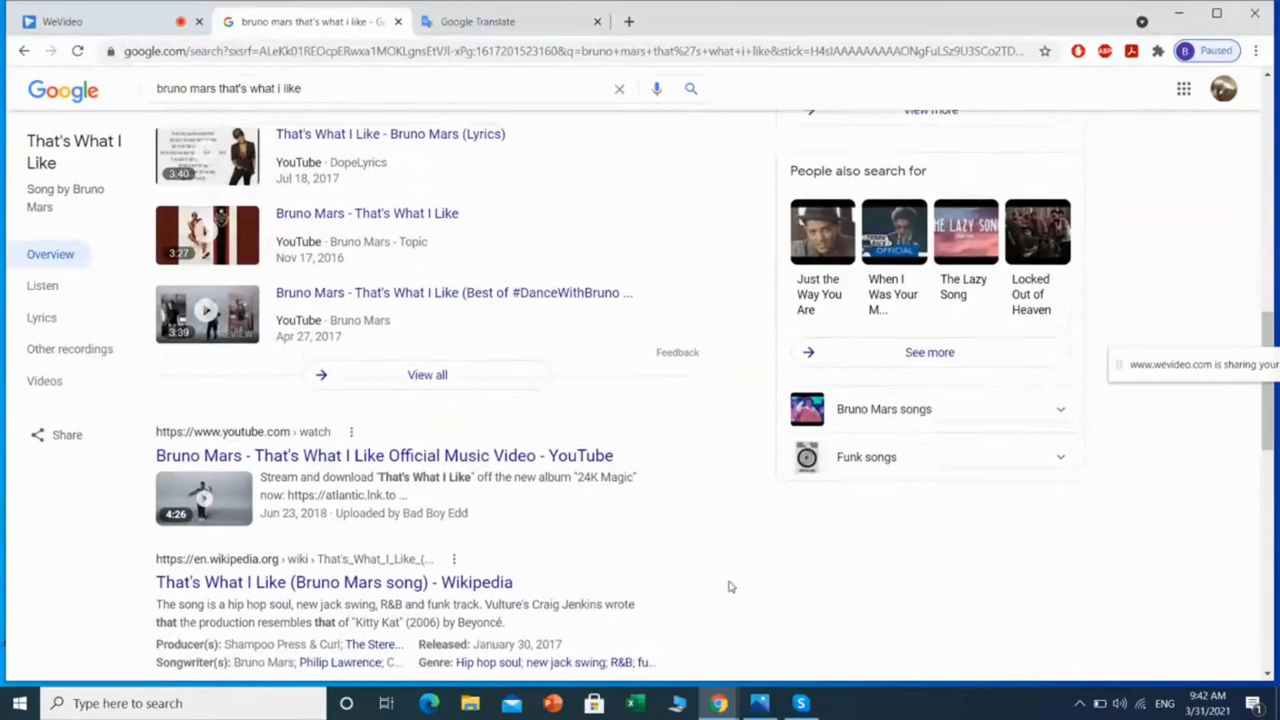 WeVideo
bruno mars that's what i like - G
Google Translate
google.com/search?sxsrf=ALeKk01REOcpERwxa1MOKLgnsEtVJl-xPg:1617201523160&q=bruno+mars+that%27s+what+i+like&stick=H4sIAAAAAAAAONgFuLSz9U3SCo2TD...
ABP
B
Paused
Google
bruno mars that's what i like
That's What I
Like
Song by Bruno
Mars
Overview
Listen
Lyrics
Other recordings
Videos
Share
3:40
That's What I Like - Bruno Mars (Lyrics)
YouTube · DopeLyrics
Jul 18, 2017
3:27
Bruno Mars - That's What I Like
YouTube · Bruno Mars - Topic
Nov 17, 2016
3:39
PREVIEW
Bruno Mars - That's What I Like (Best of #DanceWithBruno ...
YouTube · Bruno Mars
Apr 27, 2017
Feedback
View all
https://www.youtube.com › watch
Bruno Mars - That's What I Like Official Music Video - YouTube
4:26
Stream and download "That's What I Like" off the new album "24K Magic"
now: https://atlantic.lnk.to ...
Jun 23, 2018 · Uploaded by Bad Boy Edd
https://en.wikipedia.org › wiki › That's_What_I_Like_(...
That's What I Like (Bruno Mars song) - Wikipedia
The song is a hip hop soul, new jack swing, R&B and funk track. Vulture's Craig Jenkins wrote
that the production resembles that of "Kitty Kat" (2006) by Beyoncé.
Producer(s): Shampoo Press & Curl; The Stere... Released: January 30, 2017
Songwriter(s): Bruno Mars; Philip Lawrence; C... Genre: Hip hop soul; new jack swing; R&B; fu...
View more
People also search for
OFFICIAL
HE LAZY SON
Just the
Way You
Are
When I
Was Your
M...
The Lazy
Song
Locked
Out of
Heaven
See more
Bruno Mars songs
Funk songs
www.wevideo.com is sharing your
Type here to search
ENG
9:42 AM
3/31/2021
1